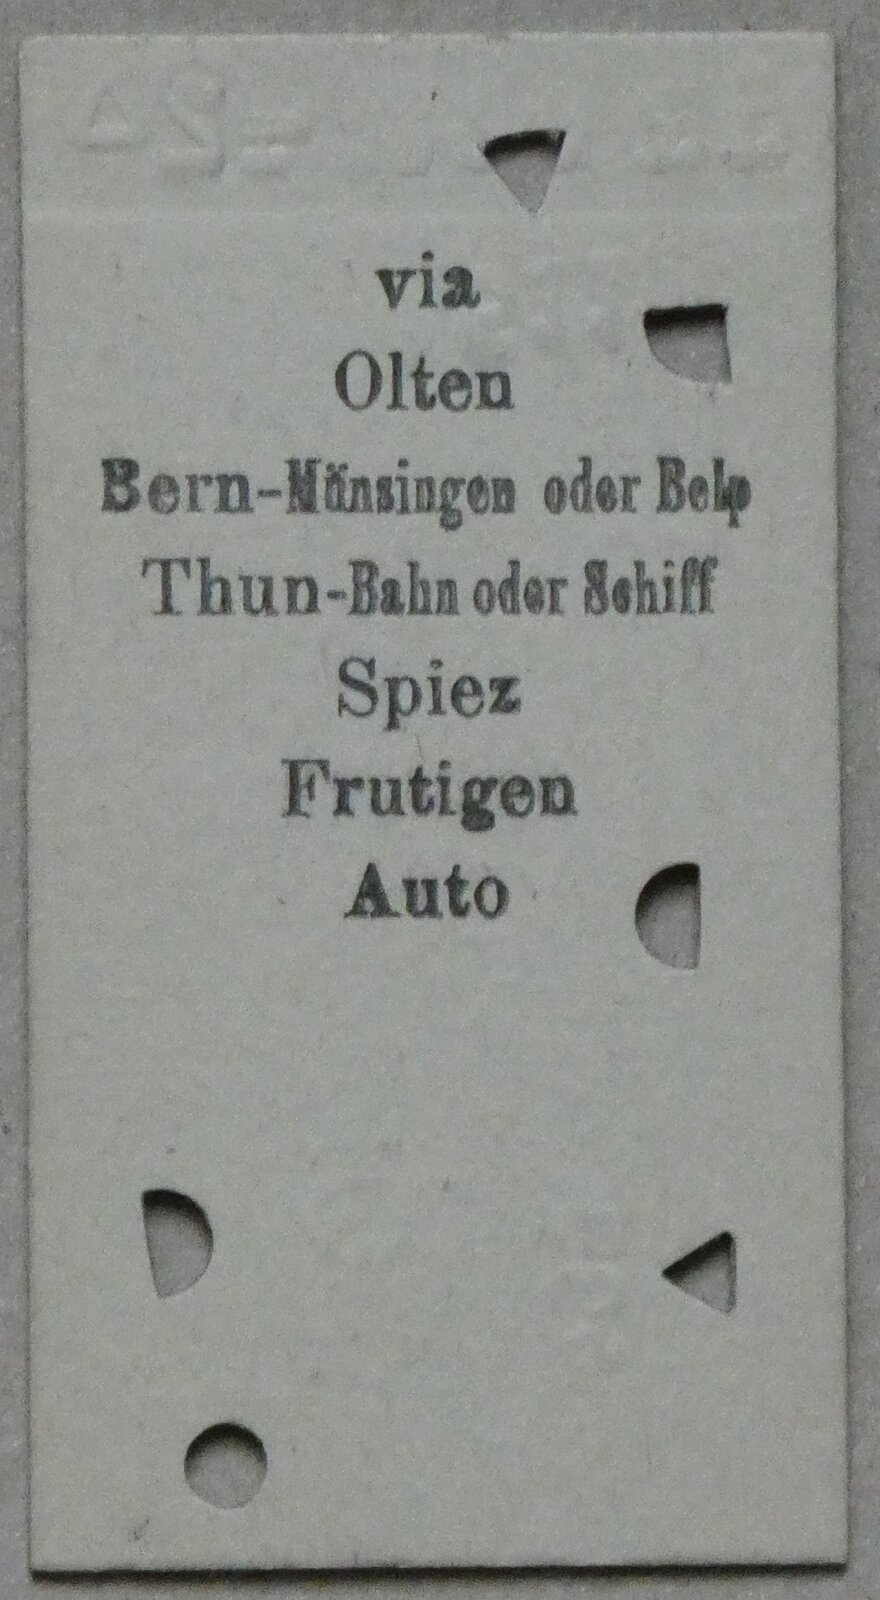 via
Olten
Bern-Münsingen oder Belp
Thun-Bahn oder Schiff
Spiez
Frutigen
Auto